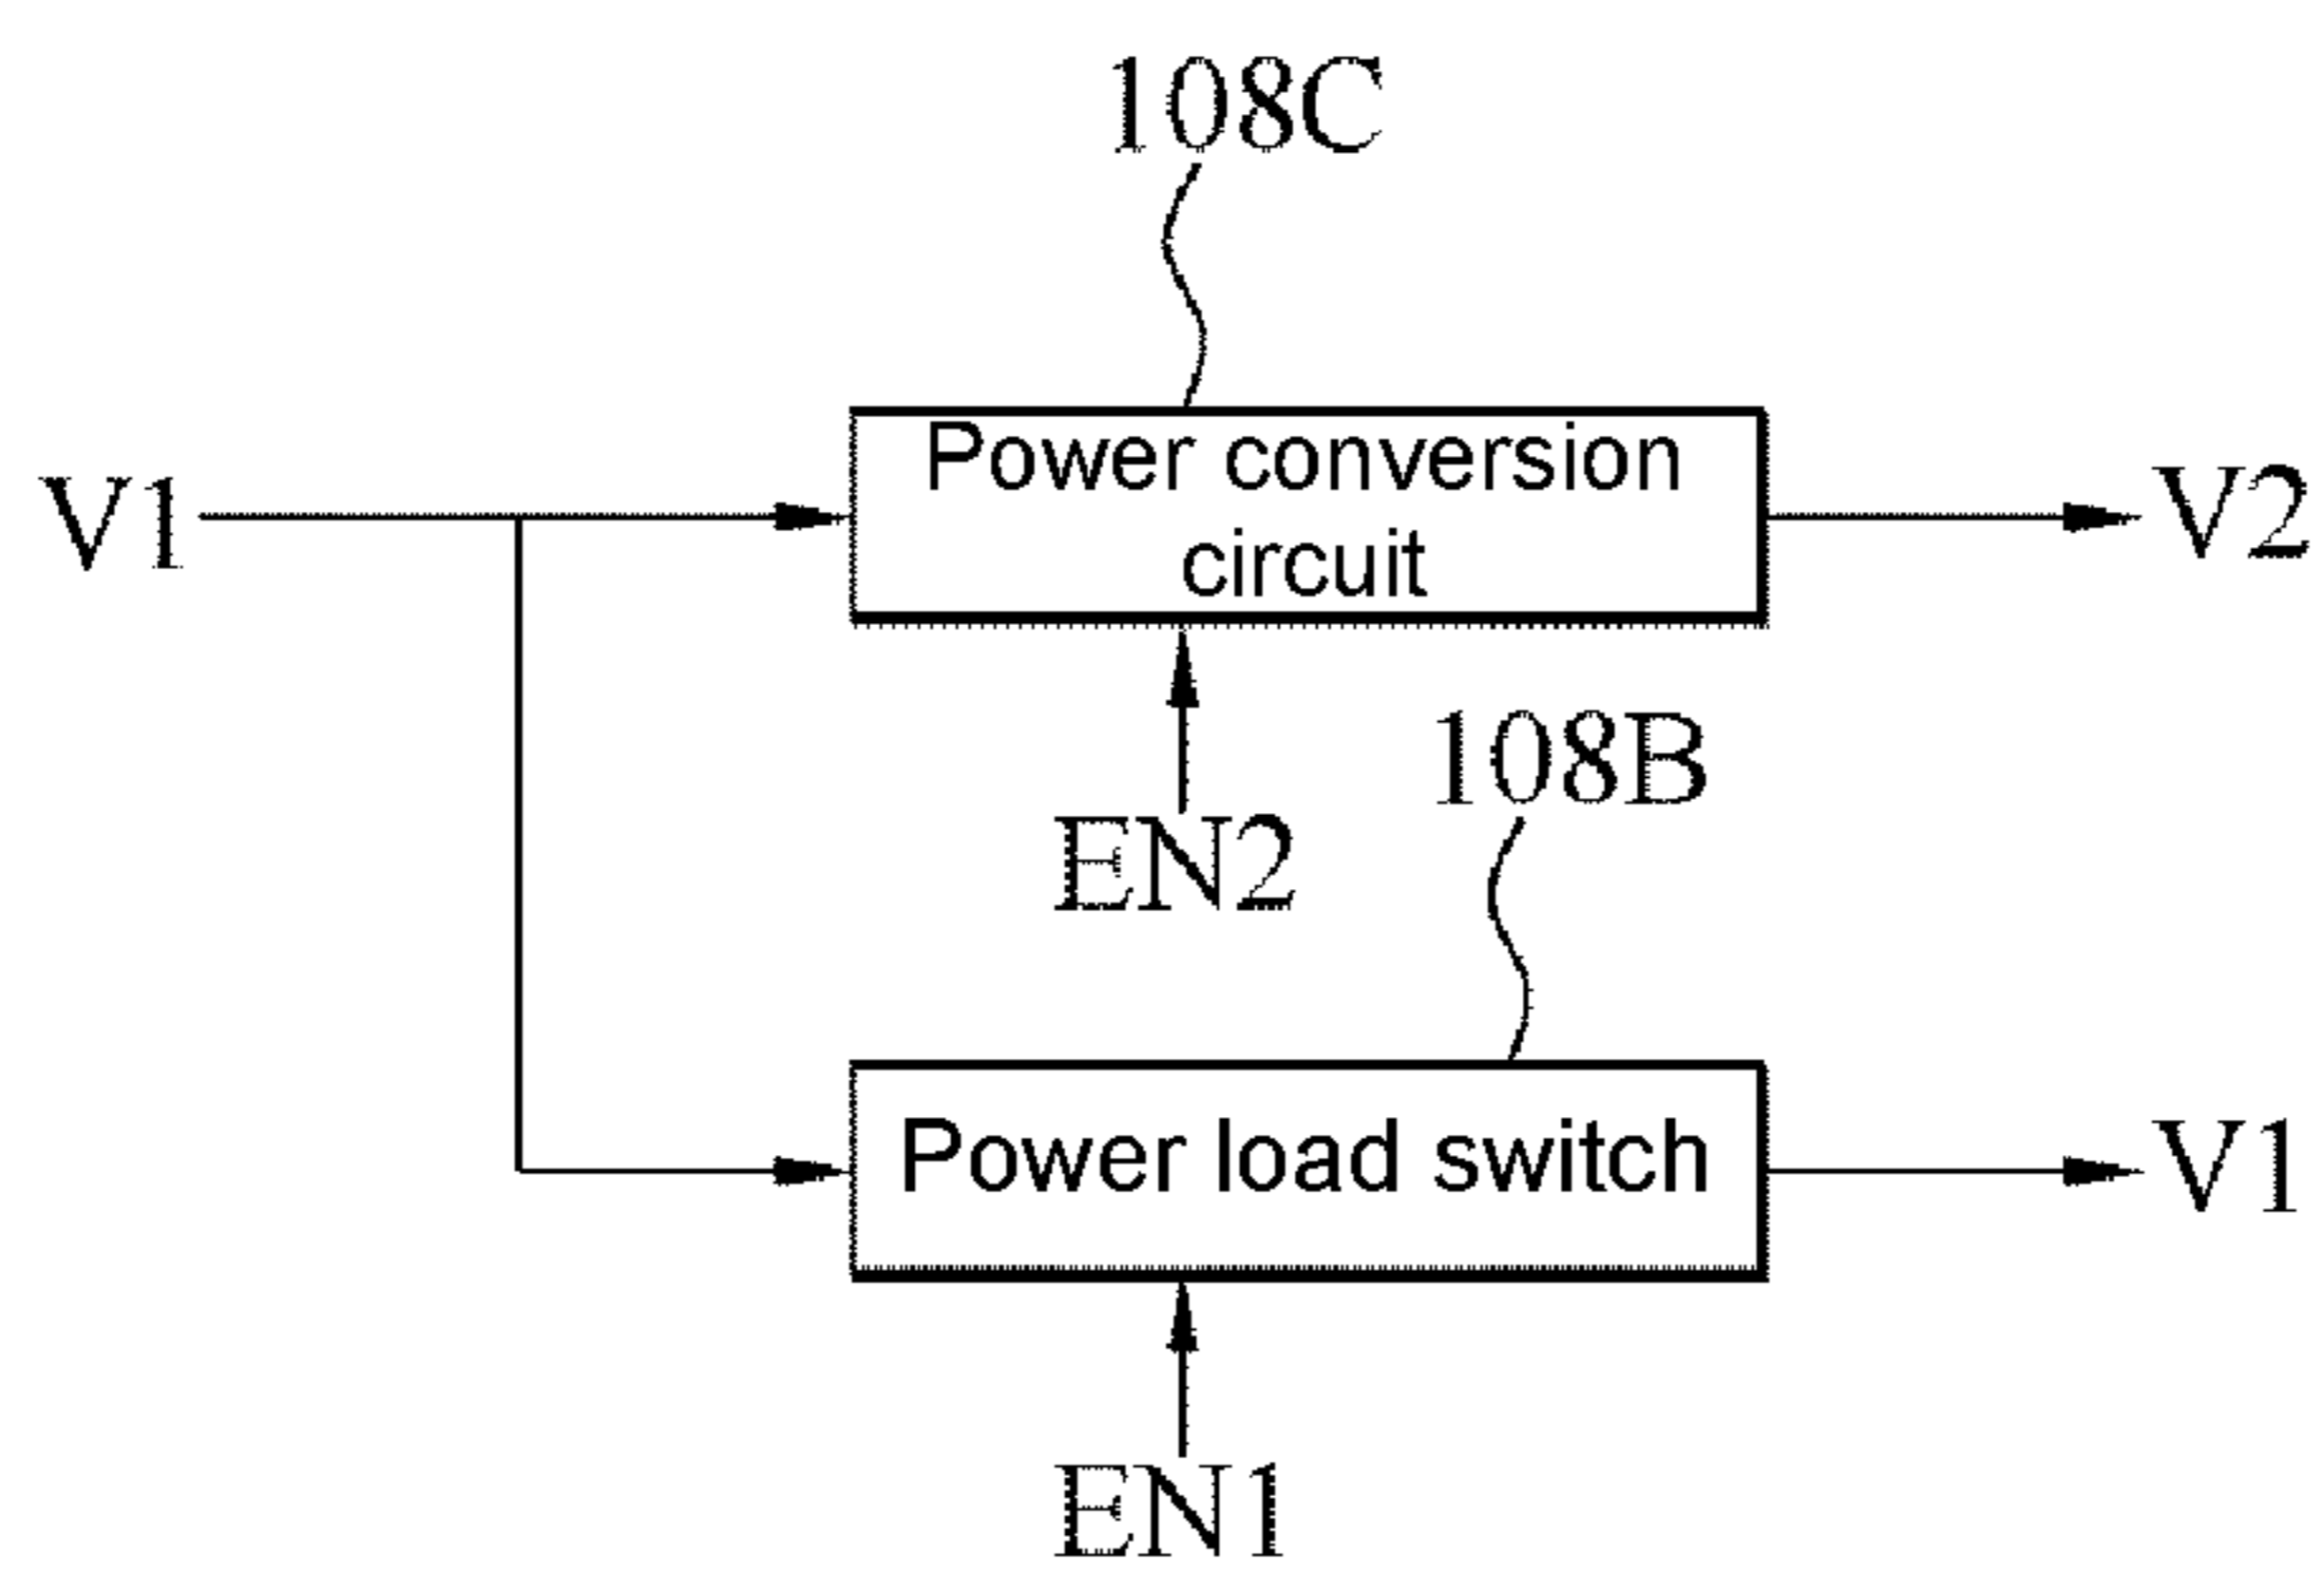 108C
Power conversion
circuit
V1
V2
EN2
108B
Power load switch
V1
EN1